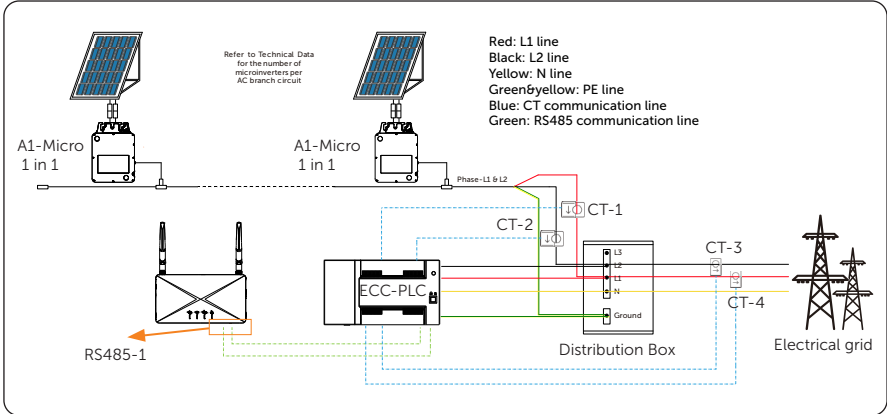 Refer to Technical Data
for the number of
microinverters per
AC branch circuit
Red: L1 line
Black: L2 line
Yellow: N line
Green&yellow: PE line
Blue: CT communication line
Green: RS485 communication line
A1-Micro
1 in 1
A1-Micro
1 in 1
Phase-L1 & L2
CT-1
CT-2
L3
L2
L1
N
Ground
CT-3
CT-4
ECC-PLC
RS485-1
Distribution Box
Electrical grid